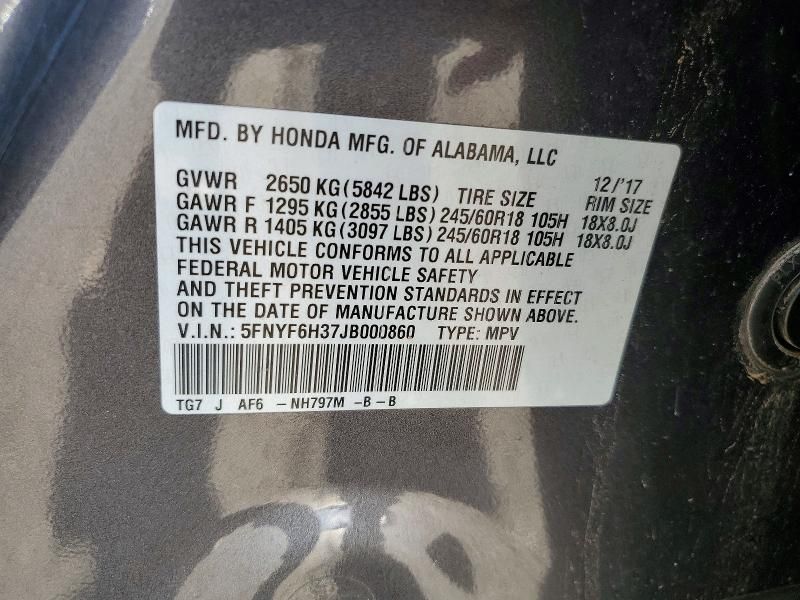 MFD. BY HONDA MFG. OF ALABAMA, LLC
12/'17
GVWR 2650 KG(5842 LBS) TIRE SIZE RIM SIZE
GAWR F 1295 KG(2855 LBS) 245/60R18 105H 18X8.0J
GAWR R 1405 KG(3097 LBS) 245/60R18 105H 18X8.0J
THIS VEHICLE CONFORMS TO ALL APPLICABLE
FEDERAL MOTOR VEHICLE SAFETY
AND THEFT PREVENTION STANDARDS IN EFFECT
ON THE DATE OF MANUFACTURE SHOWN ABOVE.
V.I.N.: 5FNYF6H37JB000860 TYPE: MPV
TG7 J AF6 -NH797M -B-B